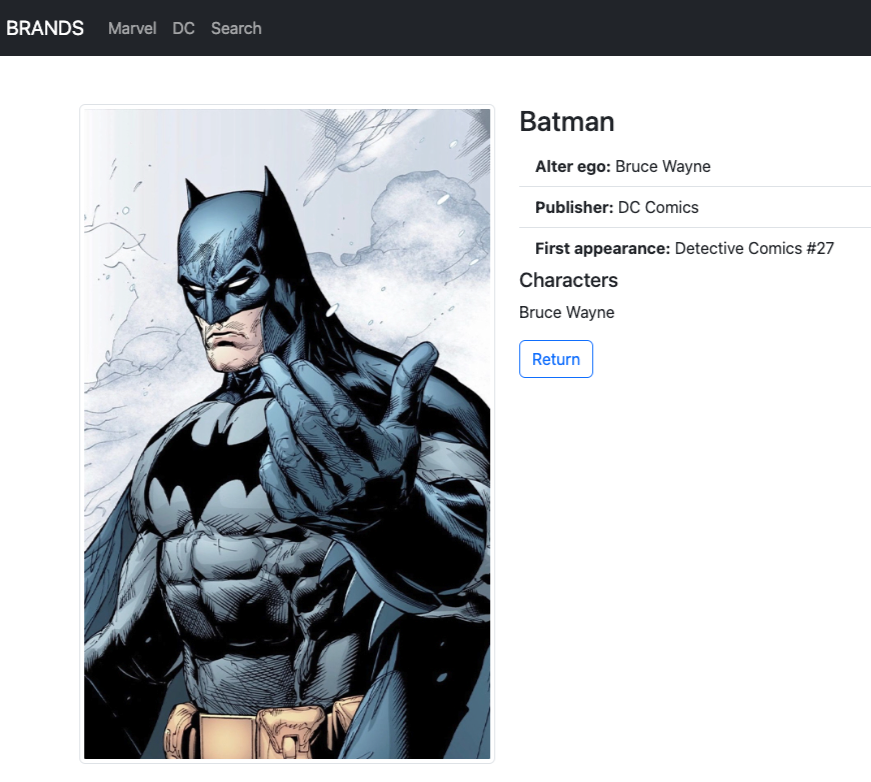 BRANDS Marvel DC Search
Batman
Alter ego: Bruce Wayne
Publisher: DC Comics
First appearance: Detective Comics #27
Characters
Bruce Wayne
Return